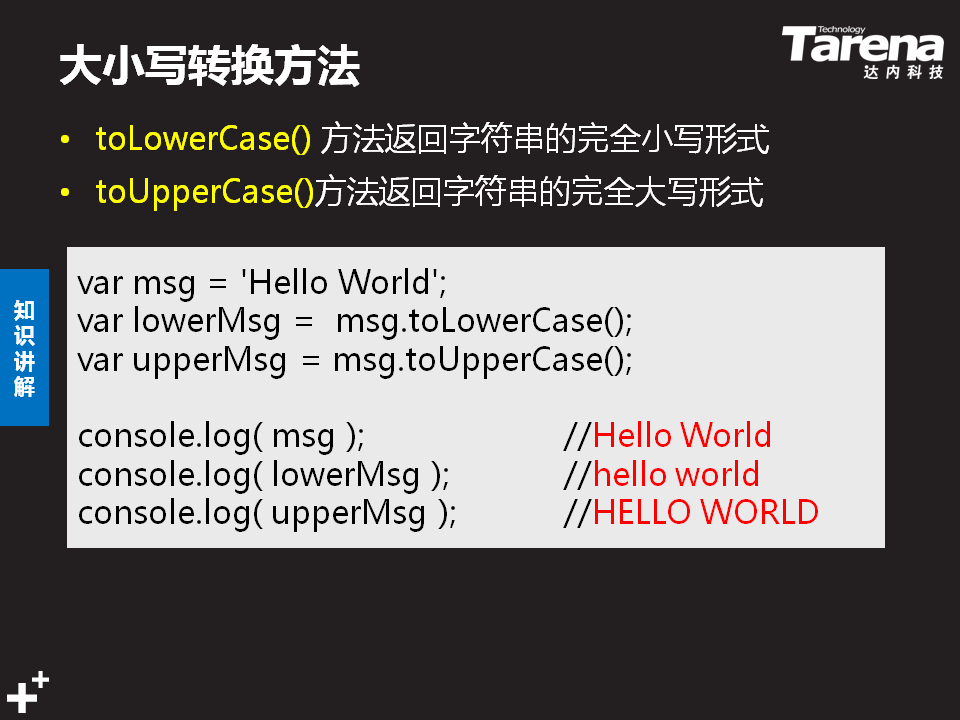 大小写转换方法
Technology
Tarena
达内科技
• toLowerCase() 方法返回字符串的完全小写形式
• toUpperCase()方法返回字符串的完全大写形式
知识讲解
var msg = 'Hello World';
var lowerMsg =  msg.toLowerCase();
var upperMsg = msg.toUpperCase();
console.log( msg ); //Hello World
console.log( lowerMsg ); //hello world
console.log( upperMsg ); //HELLO WORLD